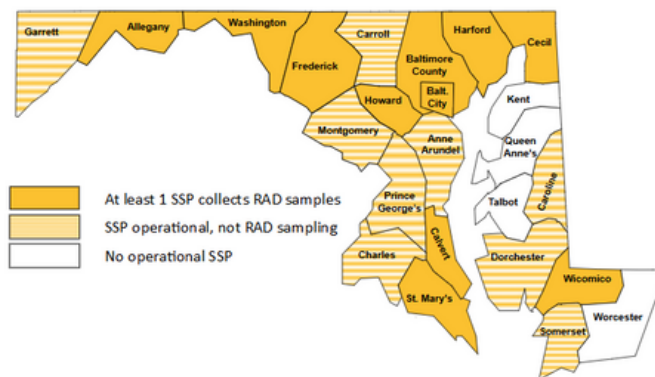 Garrett
Allegany
Washington
Frederick
Carroll
Baltimore
County
Harford
Cecil
Balt.
City
Howard
Kent
Montgomery
Anne
Arundel
Queen
Anne's
Prince
George's
Talbot
Caroline
At least 1 SSP collects RAD samples
SSP operational, not RAD sampling
No operational SSP
Charles
Calvert
Dorchester
St. Mary's
Wicomico
Worcester
Somerset